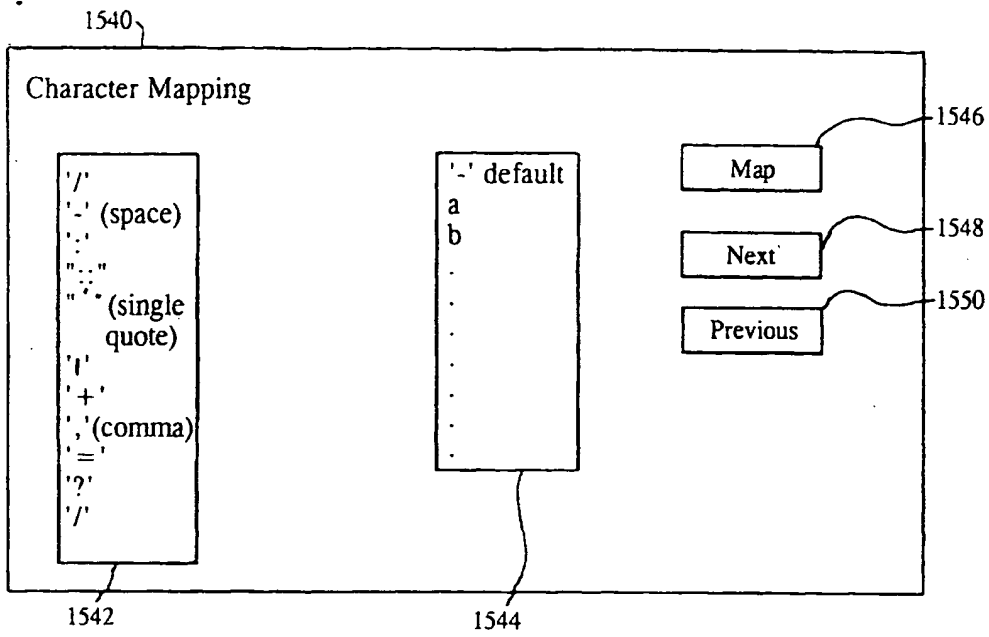 1540
Character Mapping
'/'
'-' (space)
':'
(single
quote)
'+'
','(comma)
'='
'?'
'/'
1542
'-' default
a
b
.
.
.
.
.
.
.
1544
Map
1546
Next
1548
Previous
1550